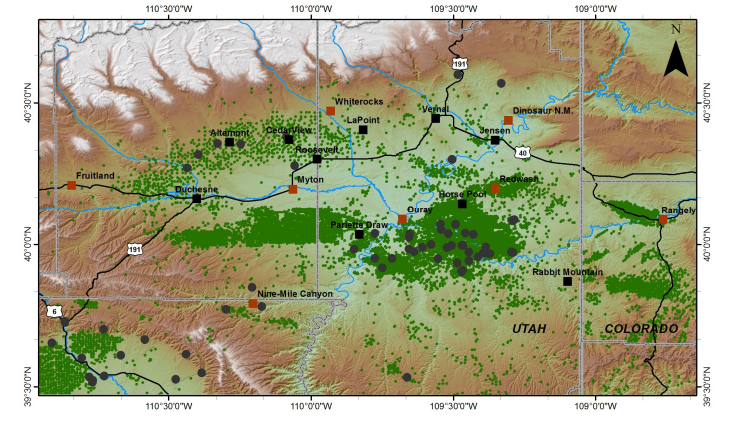 110°30'0"W 110°0'0"W 109°30'0"W 109°0'0"W
N
191
40°30'0"N 40°30'0"N
Whiterocks
Vernal
Dinosaur N.M.
LaPoint
Altamont
CedarView
Jensen
Roosevelt
40
Fruitland
Myton
Redwash
Duchesne
Horse Pool
Ouray
Rangely
Pariette Draw
40°0'0"N 40°0'0"N
191
Rabbit Mountain
Nine-Mile Canyon
6
UTAH COLORADO
39°30'0"N 39°30'0"N
110°30'0"W 110°0'0"W 109°30'0"W 109°0'0"W